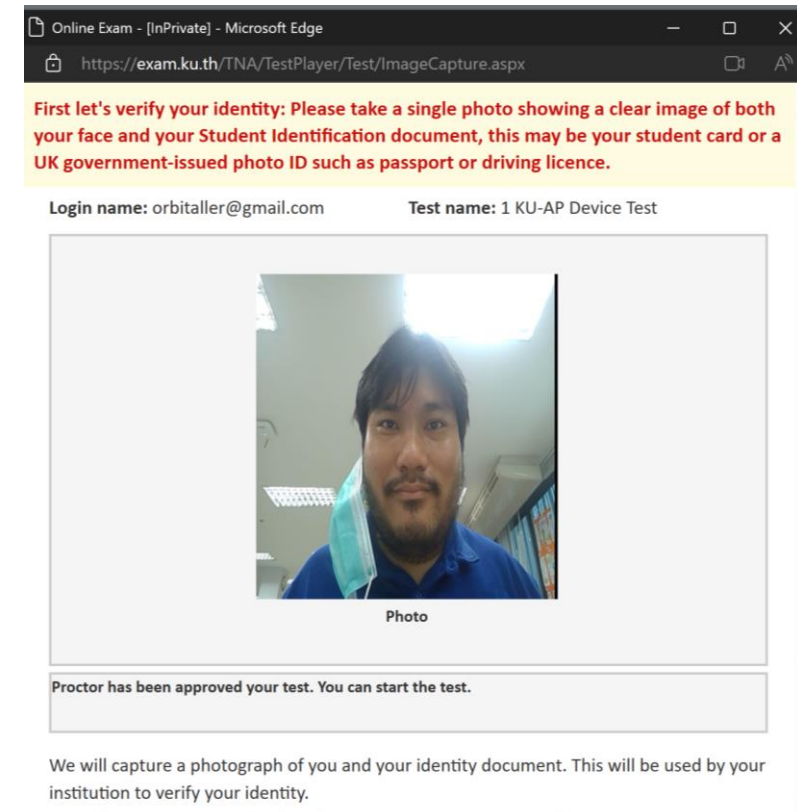 Online Exam - [InPrivate] - Microsoft Edge
https://exam.ku.th/TNA/TestPlayer/Test/ImageCapture.aspx
First let's verify your identity: Please take a single photo showing a clear image of both
your face and your Student Identification document, this may be your student card or a
UK government-issued photo ID such as passport or driving licence.
Login name: orbitaller@gmail.com Test name: 1 KU-AP Device Test
Photo
Proctor has been approved your test. You can start the test.
We will capture a photograph of you and your identity document. This will be used by your
institution to verify your identity.